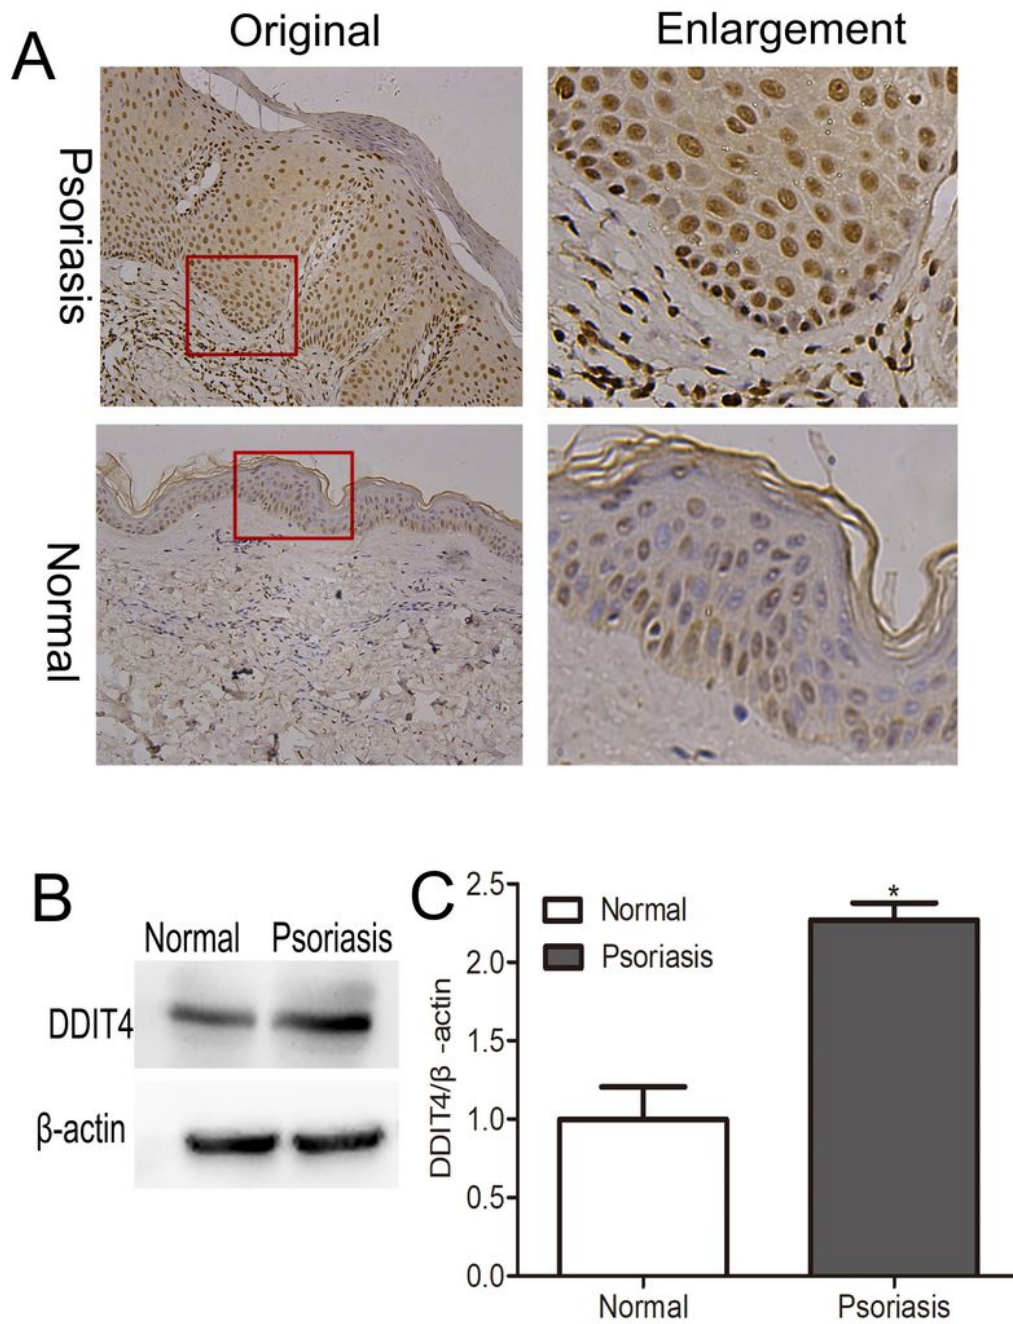 A
Original
Enlargement
Psoriasis
Normal
B
Normal Psoriasis
DDIT4
β-actin
C
DDIT4/β -actin
2.5
2.0
1.5
1.0
0.5
0.0
Normal
Psoriasis
*
Normal
Psoriasis